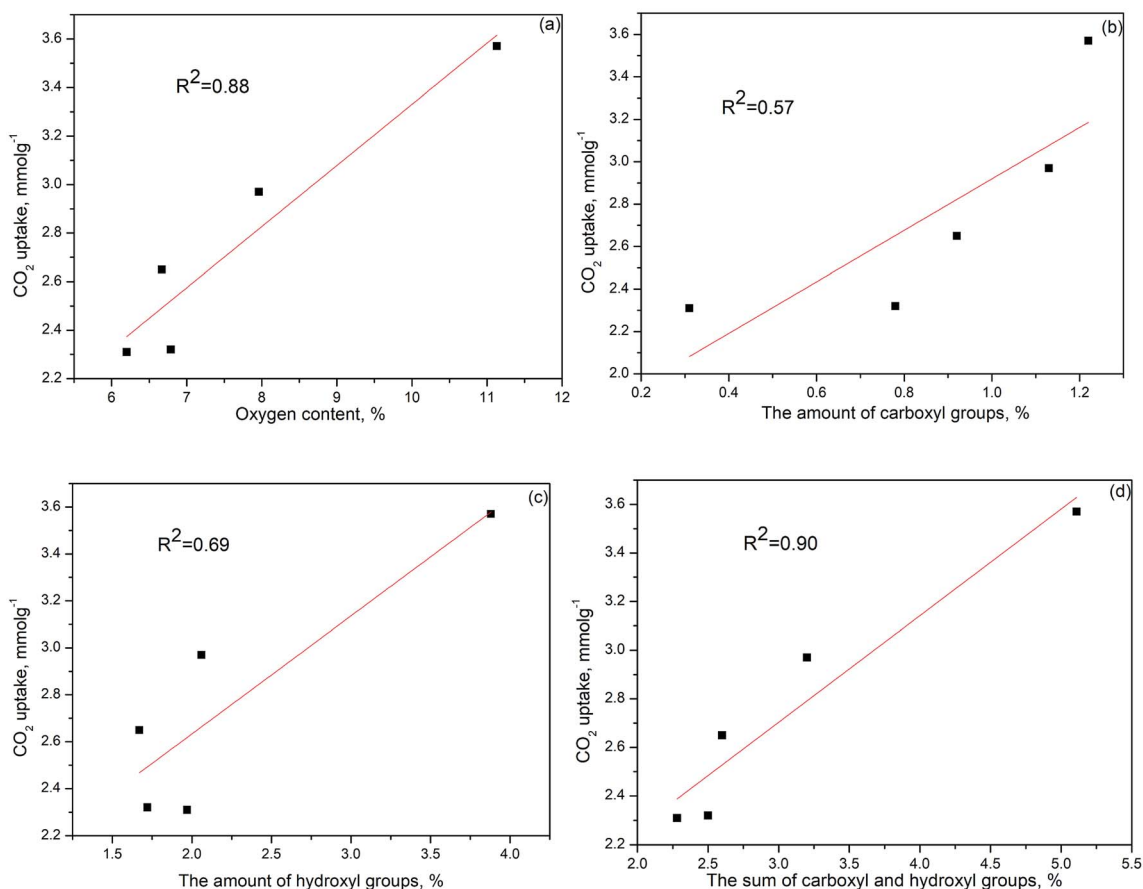 (a)
R²=0.88
CO₂ uptake, mmolg⁻¹
3.6
3.4
3.2
3.0
2.8
2.6
2.4
2.2
6 7 8 9 10 11 12
Oxygen content, %
(b)
R²=0.57
CO₂ uptake, mmolg⁻¹
3.6
3.4
3.2
3.0
2.8
2.6
2.4
2.2
2.0
0.2 0.4 0.6 0.8 1.0 1.2
The amount of carboxyl groups, %
(c)
R²=0.69
CO₂ uptake, mmolg⁻¹
3.6
3.4
3.2
3.0
2.8
2.6
2.4
2.2
1.5 2.0 2.5 3.0 3.5 4.0
The amount of hydroxyl groups, %
(d)
R²=0.90
CO₂ uptake, mmolg⁻¹
3.6
3.4
3.2
3.0
2.8
2.6
2.4
2.2
2.0 2.5 3.0 3.5 4.0 4.5 5.0 5.5
The sum of carboxyl and hydroxyl groups, %